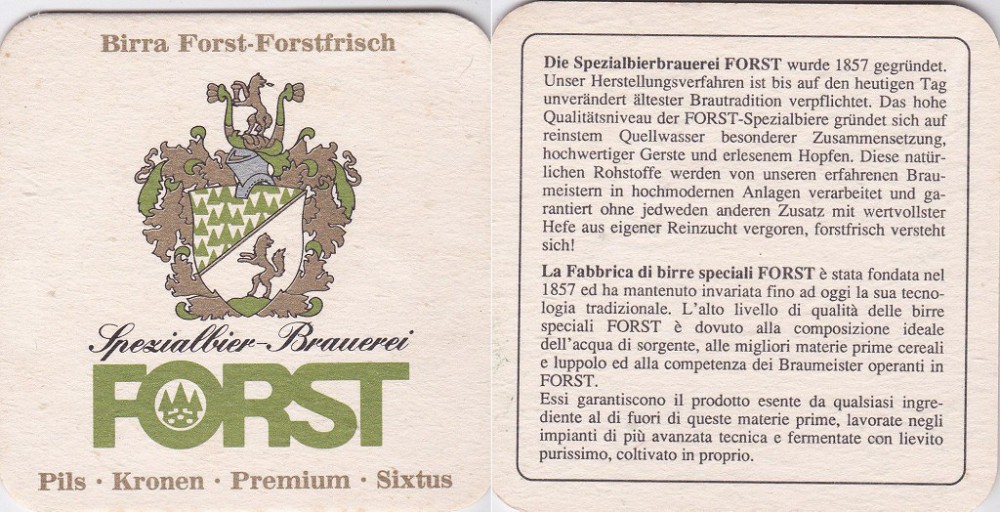 Birra Forst-Forstfrisch
Spezialbier-Brauerei
FORST
Pils · Kronen · Premium · Sixtus
Die Spezialbierbrauerei FORST wurde 1857 gegründet.
Unser Herstellungsverfahren ist bis auf den heutigen Tag
unverändert ältester Brautradition verpflichtet. Das hohe
Qualitätsniveau der FORST-Spezialbiere gründet sich auf
reinstem Quellwasser besonderer Zusammensetzung,
hochwertiger Gerste und erlesenem Hopfen. Diese natür-
lichen Rohstoffe werden von unseren erfahrenen Brau-
meistern in hochmodernen Anlagen verarbeitet und ga-
rantiert ohne jedweden anderen Zusatz mit wertvollster
Hefe aus eigener Reinzucht vergoren, forstfrisch versteht
sich!
La Fabbrica di birre speciali FORST è stata fondata nel
1857 ed ha mantenuto invariata fino ad oggi la sua tecno-
logia tradizionale. L'alto livello di qualità delle birre
speciali FORST è dovuto alla composizione ideale
dell'acqua di sorgente, alle migliori materie prime cereali
e luppolo ed alla competenza dei Braumeister operanti in
FORST.
Essi garantiscono il prodotto esente da qualsiasi ingre-
diente al di fuori di queste materie prime, lavorate negli
impianti di più avanzata tecnica e fermentate con lievito
purissimo, coltivato in proprio.